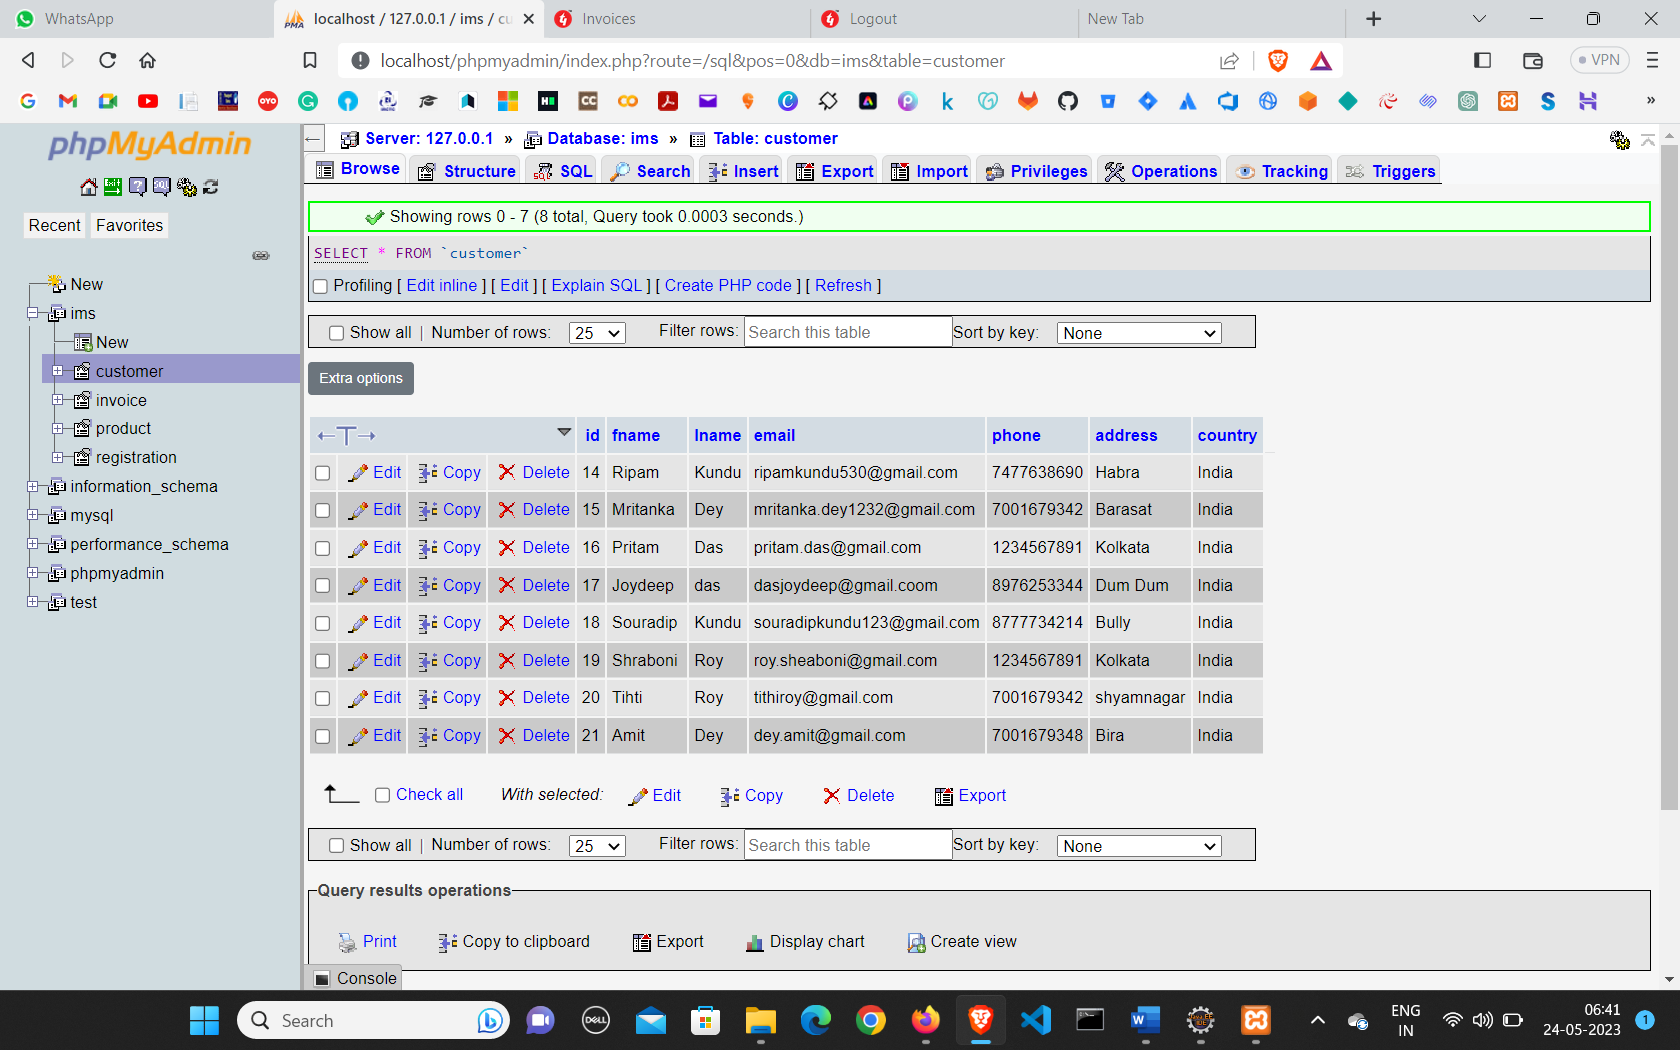 WhatsApp
localhost / 127.0.0.1 / ims / cu
Invoices
Logout
New Tab
localhost/phpmyadmin/index.php?route=/sql&pos=0&db=ims&table=customer
VPN
phpMyAdmin
Recent Favorites
New
ims
New
customer
invoice
product
registration
information_schema
mysql
performance_schema
phpmyadmin
test
Server: 127.0.0.1 » Database: ims » Table: customer
Browse Structure SQL Search Insert Export Import Privileges Operations Tracking Triggers
Showing rows 0 - 7 (8 total, Query took 0.0003 seconds.)
SELECT * FROM `customer`
Profiling [ Edit inline ] [ Edit ] [ Explain SQL ] [ Create PHP code ] [ Refresh ]
Show all | Number of rows: 25 Filter rows: Search this table Sort by key: None
Extra options
id fname lname email phone address country
Edit Copy Delete 14 Ripam Kundu ripamkundu530@gmail.com 7477638690 Habra India
Edit Copy Delete 15 Mritanka Dey mritanka.dey1232@gmail.com 7001679342 Barasat India
Edit Copy Delete 16 Pritam Das pritam.das@gmail.com 1234567891 Kolkata India
Edit Copy Delete 17 Joydeep das dasjoydeep@gmail.coom 8976253344 Dum Dum India
Edit Copy Delete 18 Souradip Kundu souradipkundu123@gmail.com 8777734214 Bully India
Edit Copy Delete 19 Shraboni Roy roy.sheaboni@gmail.com 1234567891 Kolkata India
Edit Copy Delete 20 Tihti Roy tithiroy@gmail.com 7001679342 shyamnagar India
Edit Copy Delete 21 Amit Dey dey.amit@gmail.com 7001679348 Bira India
Check all With selected: Edit Copy Delete Export
Show all | Number of rows: 25 Filter rows: Search this table Sort by key: None
Query results operations
Print Copy to clipboard Export Display chart Create view
Console
Search
ENG
IN
06:41
24-05-2023
1